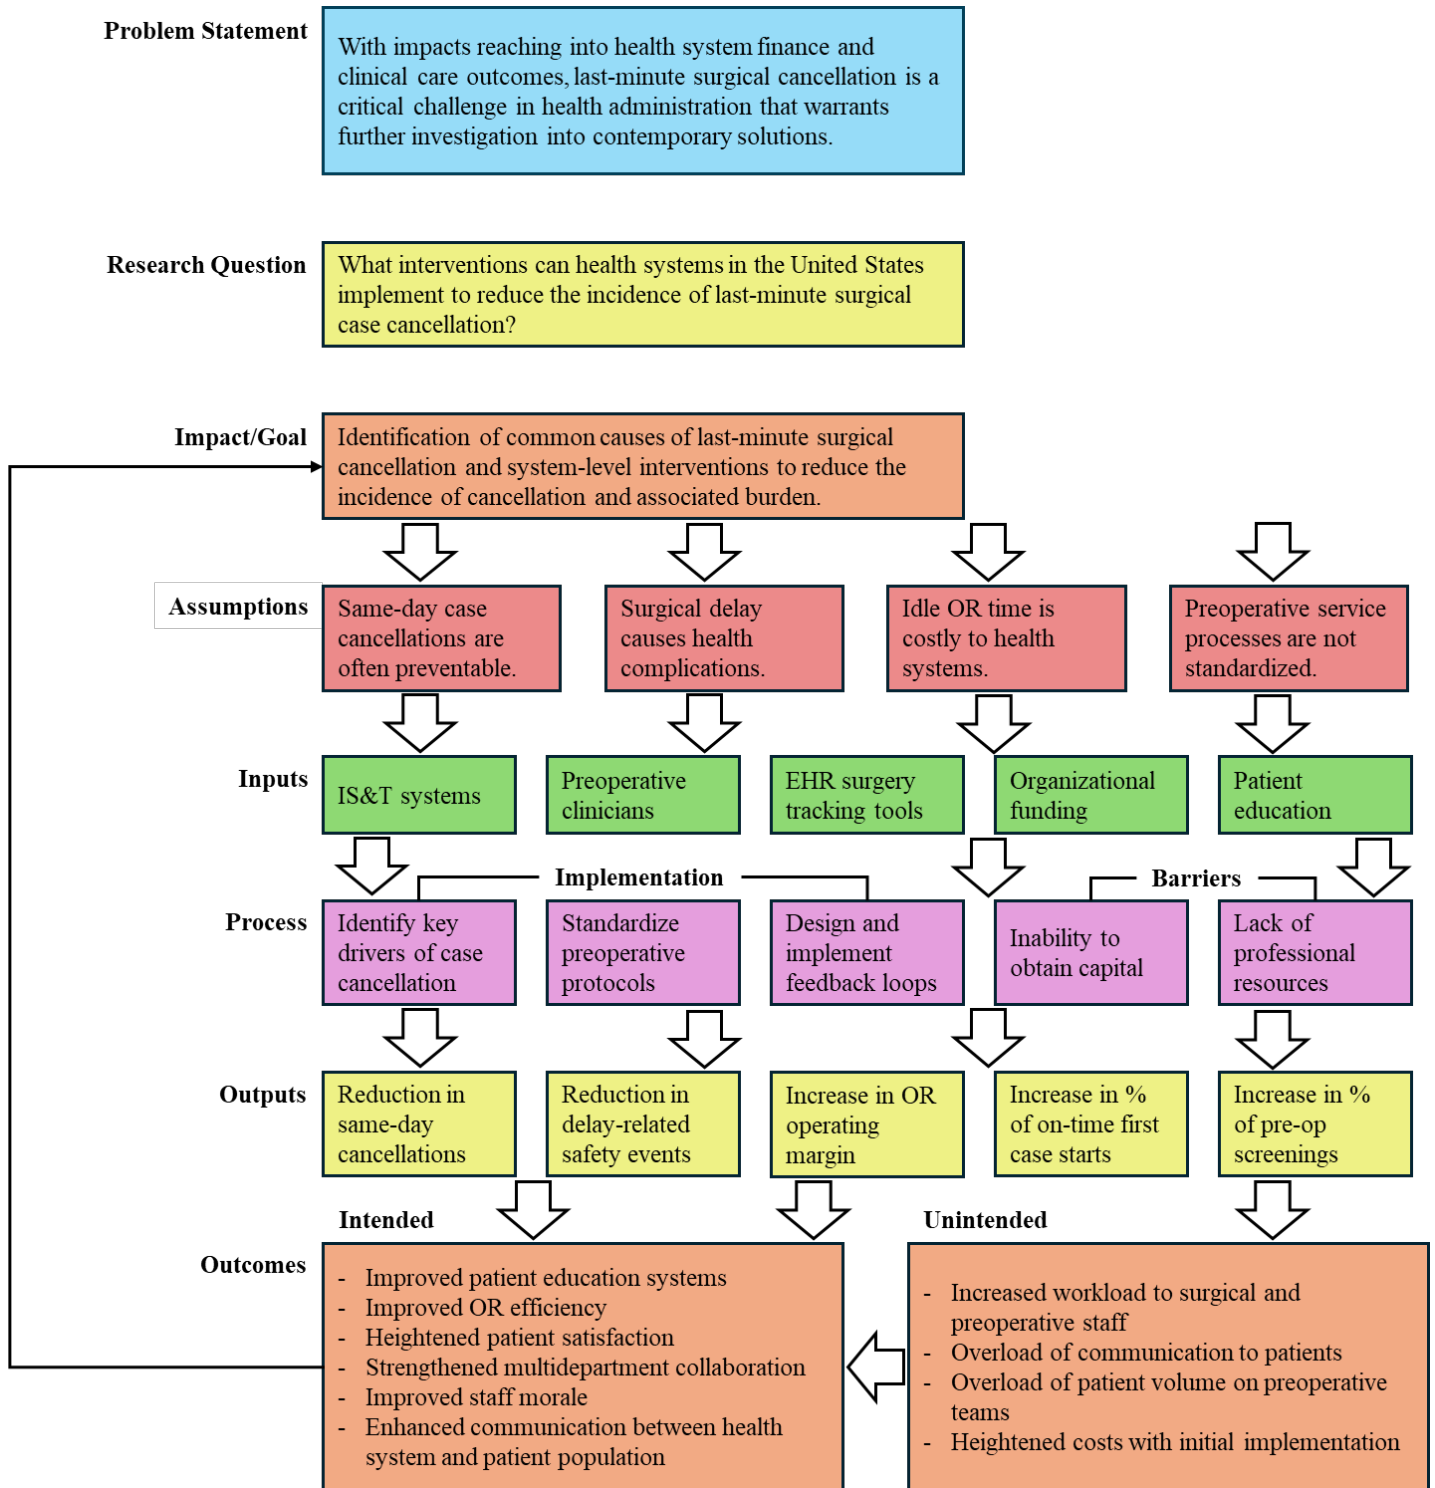 Problem Statement
With impacts reaching into health system finance and
clinical care outcomes, last-minute surgical cancellation is a
critical challenge in health administration that warrants
further investigation into contemporary solutions.
Research Question
What interventions can health systems in the United States
implement to reduce the incidence of last-minute surgical
case cancellation?
Impact/Goal
Identification of common causes of last-minute surgical
cancellation and system-level interventions to reduce the
incidence of cancellation and associated burden.
Assumptions
Same-day case
cancellations are
often preventable.
Surgical delay
causes health
complications.
Idle OR time is
costly to health
systems.
Preoperative service
processes are not
standardized.
Inputs
IS&T systems
Preoperative
clinicians
EHR surgery
tracking tools
Organizational
funding
Patient
education
Implementation
Barriers
Process
Identify key
drivers of case
cancellation
Standardize
preoperative
protocols
Design and
implement
feedback loops
Inability to
obtain capital
Lack of
professional
resources
Outputs
Reduction in
same-day
cancellations
Reduction in
delay-related
safety events
Increase in OR
operating
margin
Increase in %
of on-time first
case starts
Increase in %
of pre-op
screenings
Intended
Unintended
Outcomes
- Improved patient education systems
- Improved OR efficiency
- Heightened patient satisfaction
- Strengthened multidepartment collaboration
- Improved staff morale
- Enhanced communication between health
system and patient population
- Increased workload to surgical and
preoperative staff
- Overload of communication to patients
- Overload of patient volume on preoperative
teams
- Heightened costs with initial implementation